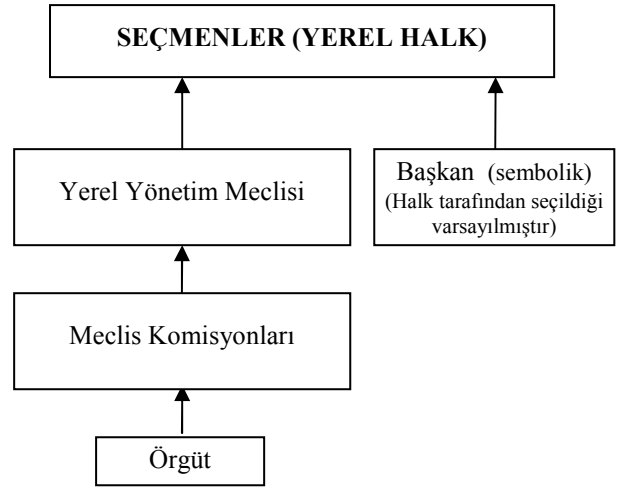 SEÇMENLER (YEREL HALK)
Yerel Yönetim Meclisi
Başkan (sembolik)
(Halk tarafından seçildiği
varsayılmıştır)
Meclis Komisyonları
Örgüt